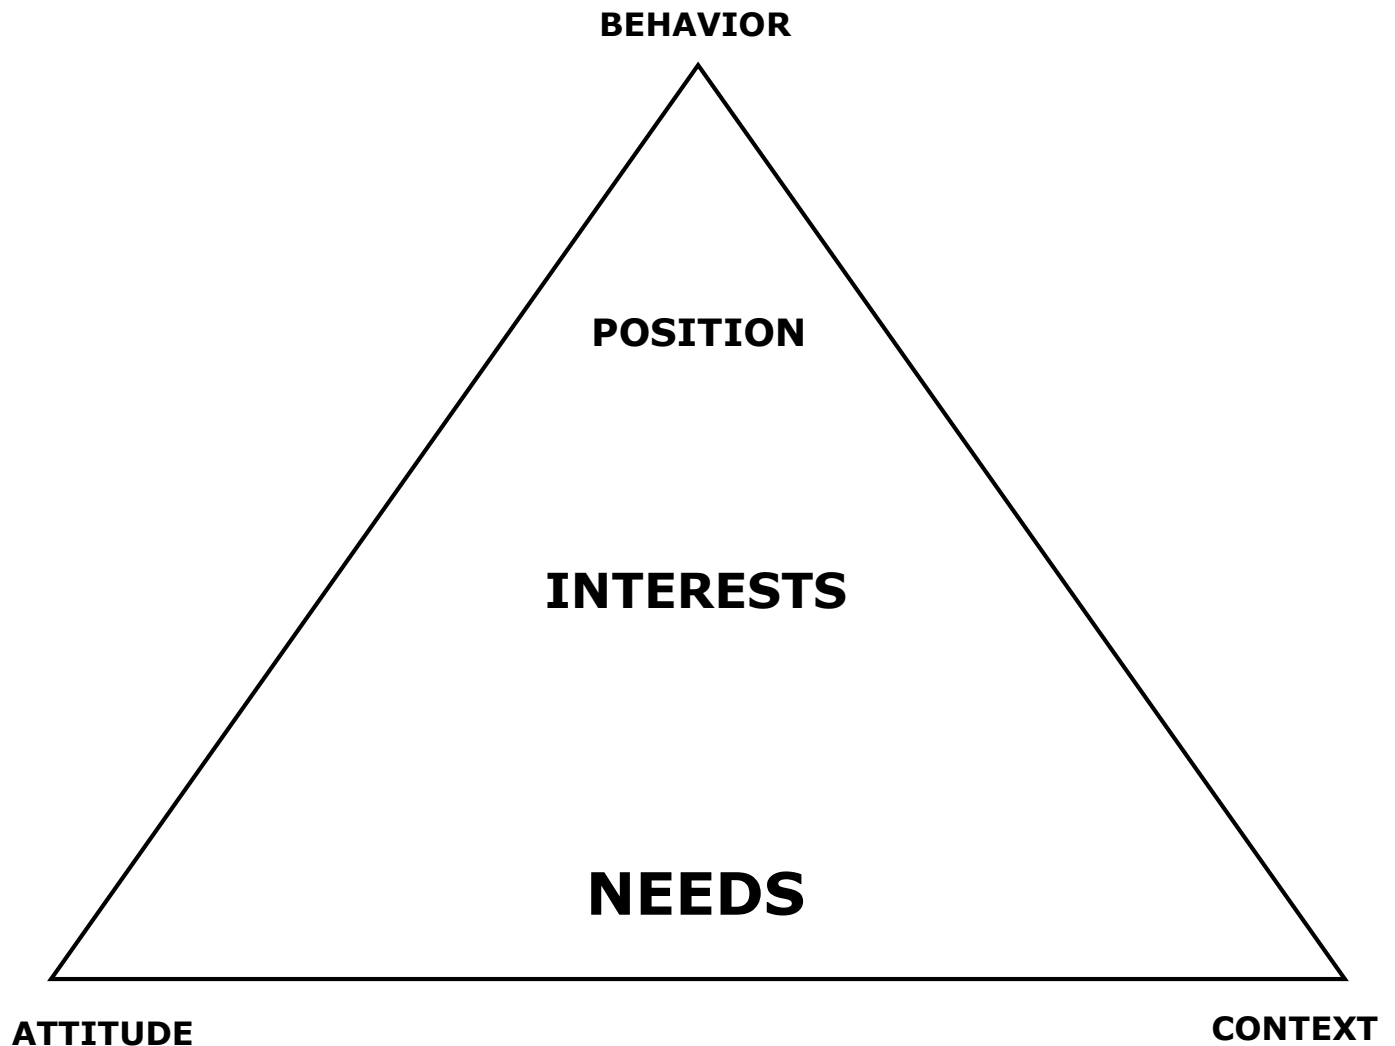 BEHAVIOR
POSITION
INTERESTS
NEEDS
ATTITUDE
CONTEXT